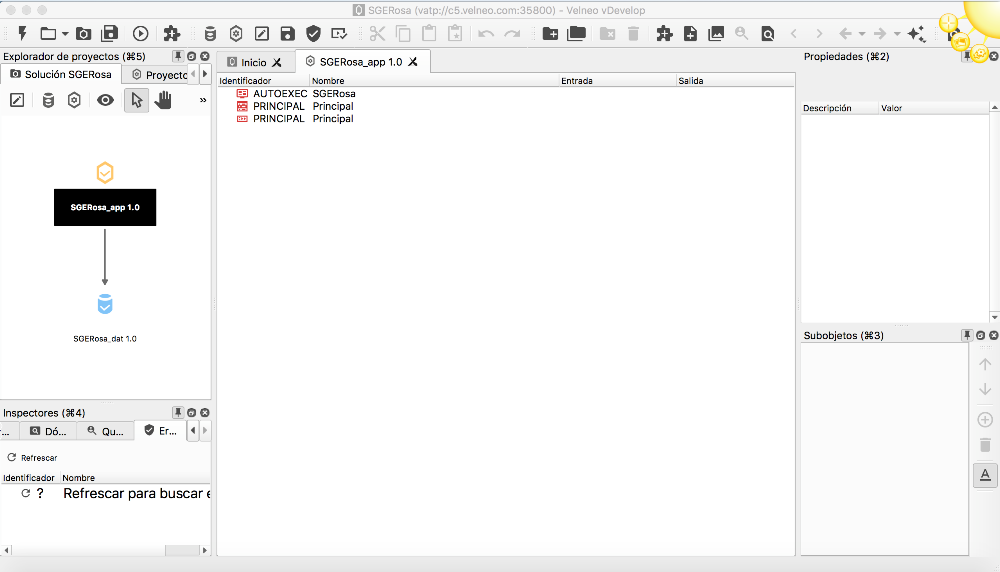 SGERosa (vatp://c5.velneo.com:35800) - Velneo vDevelop
Explorador de proyectos (⌘5)
Solución SGERosa
Proyecto
»
SGERosa_app 1.0
SGERosa_dat 1.0
Inspectores (⌘4)
...
Dó...
Qu...
Er...
Refrescar
Identificador Nombre
? Refrescar para buscar e
Inicio
SGERosa_app 1.0
Identificador Nombre Entrada Salida
AUTOEXEC SGERosa
PRINCIPAL Principal
PRINCIPAL Principal
Propiedades (⌘2)
Descripción Valor
Subobjetos (⌘3)
A